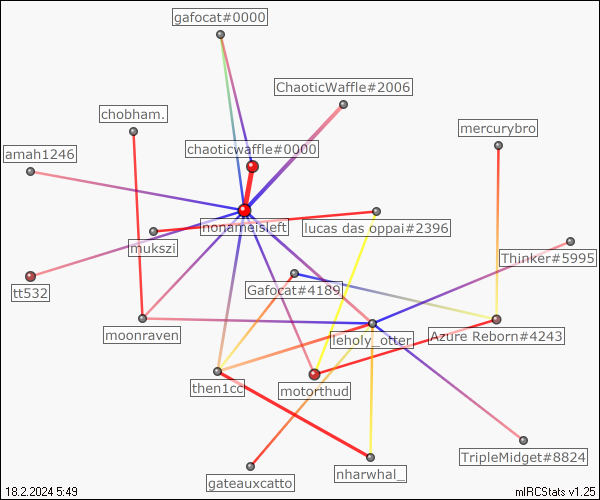 gafocat#0000
ChaoticWaffle#2006
chobham.
mercurybro
chaoticwaffle#0000
amah1246
nonameisleft
lucas das oppai#2396
mukszi
Thinker#5995
tt532
Gafocat#4189
moonraven
leholy_otter
Azure Reborn#4243
then1cc
motorthud
TripleMidget#8824
gateauxcatto
nharwhal_
18.2.2024 5:49
mIRCStats v1.25